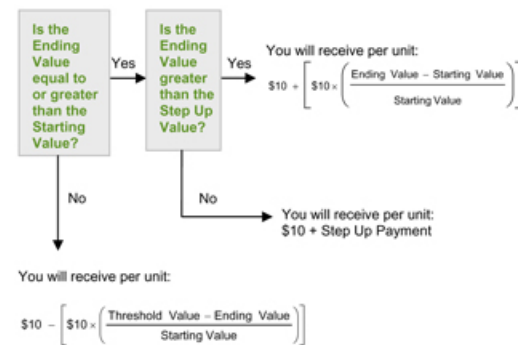 Is the
Ending
Value
equal to
or greater
than the
Starting
Value?
Yes
Is the
Ending
Value
greater
than the
Step Up
Value?
Yes
You will receive per unit:
$10 + [ $10 × ( Ending Value – Starting Value
Starting Value ) ]
No
No
You will receive per unit:
$10 + Step Up Payment
You will receive per unit:
$10 – [ $10 × ( Threshold Value – Ending Value
Starting Value ) ]